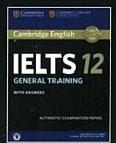 Cambridge English
IELTS 12
GENERAL TRAINING
WITH ANSWERS
AUTHENTIC EXAMINATION PAPERS